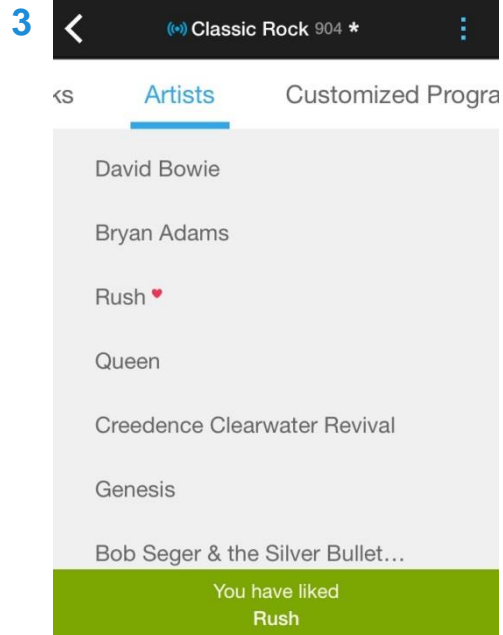 3
Classic Rock 904 *
ks Artists Customized Progra
David Bowie
Bryan Adams
Rush
Queen
Creedence Clearwater Revival
Genesis
Bob Seger & the Silver Bullet...
You have liked
Rush